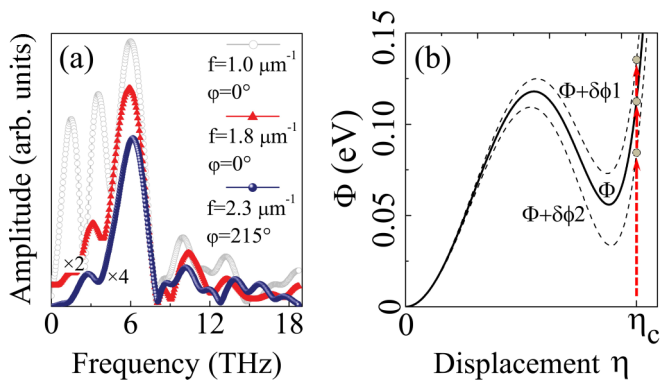 (a)
f=1.0 μm⁻¹
φ=0°
f=1.8 μm⁻¹
φ=0°
f=2.3 μm⁻¹
φ=215°
×2
×4
Amplitude (arb. units)
0 6 12 18
Frequency (THz)
(b)
Φ+δϕ1
Φ
Φ+δϕ2
Φ (eV)
0.15
0.10
0.05
0
0
η_c
Displacement η